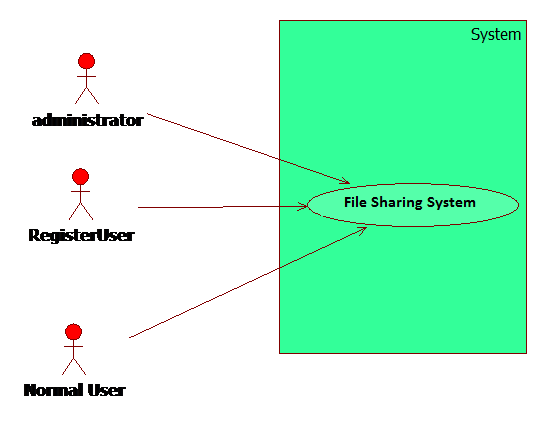 System
administrator
File Sharing System
RegisterUser
Normal User